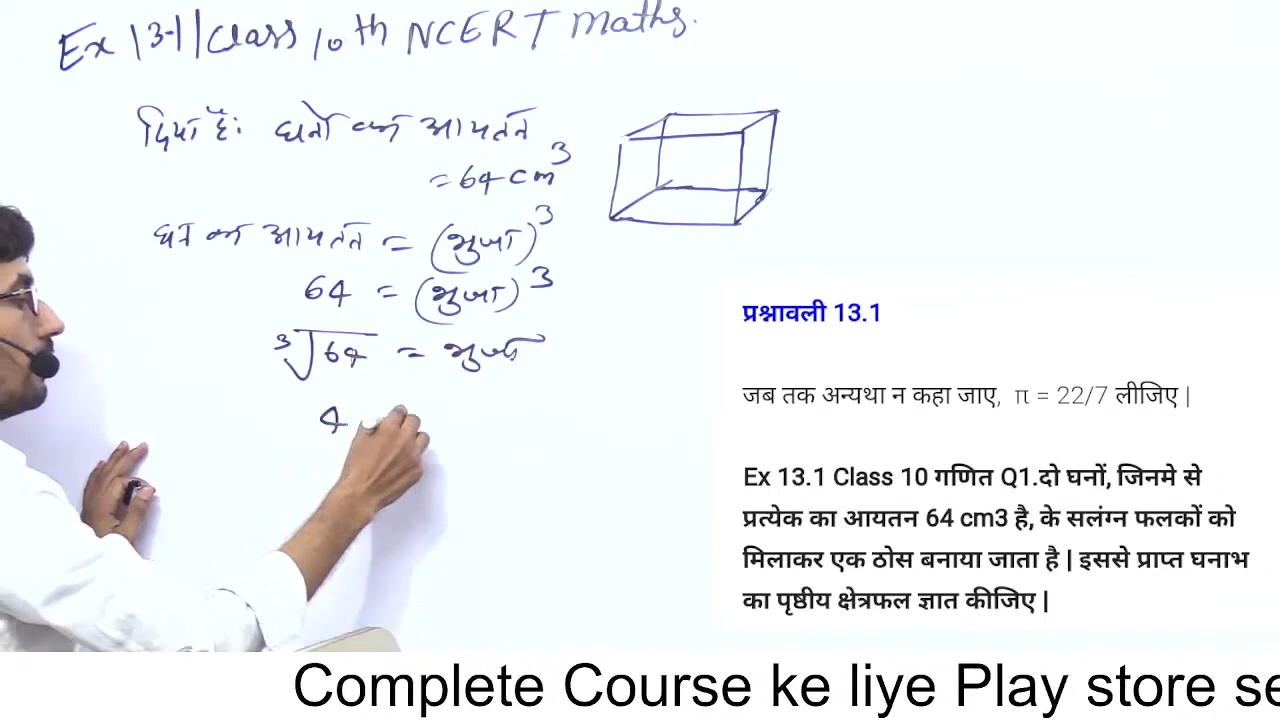 Ex 13.1 Class 10th NCERT Maths.
दिया है: घनों का आयतन
= 64 cm³
घन का आयतन = (भुजा)³
64 = (भुजा)³
³√64 = भुजा
4
प्रश्नावली 13.1
जब तक अन्यथा न कहा जाए, π = 22/7 लीजिए |
Ex 13.1 Class 10 गणित Q1.दो घनों, जिनमे से
प्रत्येक का आयतन 64 cm3 है, के सलंग्न फलकों को
मिलाकर एक ठोस बनाया जाता है | इससे प्राप्त घनाभ
का पृष्ठीय क्षेत्रफल ज्ञात कीजिए |
Complete Course ke liye Play store se